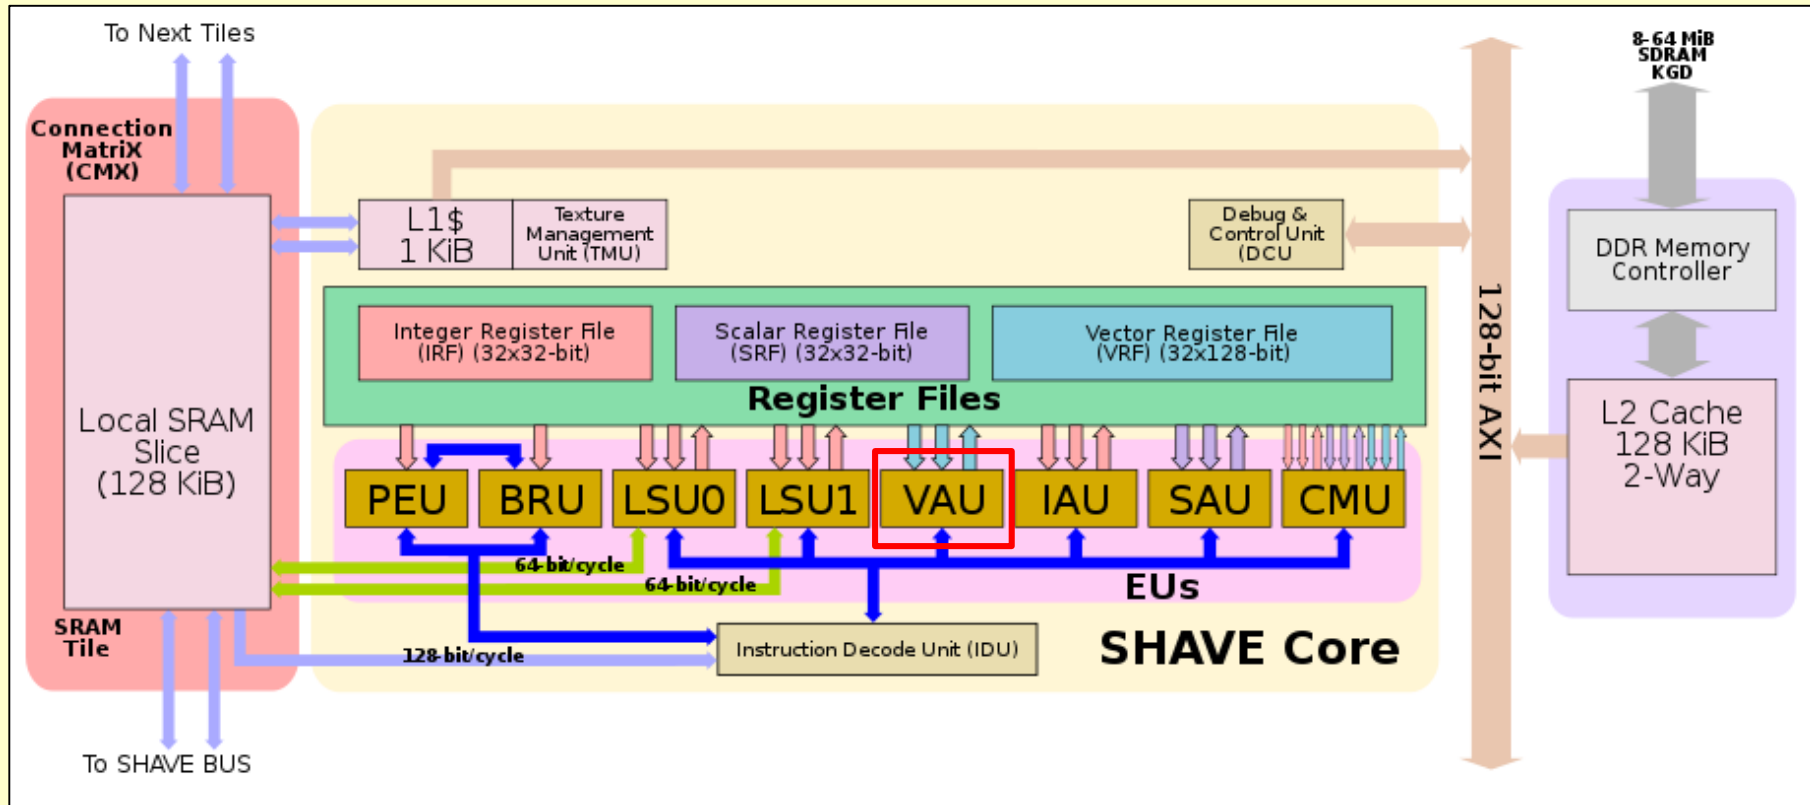 To Next Tiles
8-64 MiB
SDRAM
KGD
Connection
MatriX
(CMX)
L1$
1 KiB
Texture
Management
Unit (TMU)
Debug &
Control Unit
(DCU
DDR Memory
Controller
Integer Register File
(IRF) (32x32-bit)
Scalar Register File
(SRF) (32x32-bit)
Vector Register File
(VRF) (32x128-bit)
Register Files
128-bit AXI
Local SRAM
Slice
(128 KiB)
L2 Cache
128 KiB
2-Way
PEU
BRU
LSU0
LSU1
VAU
IAU
SAU
CMU
64-bit/cycle
64-bit/cycle
EUs
SRAM
Tile
128-bit/cycle
Instruction Decode Unit (IDU)
SHAVE Core
To SHAVE BUS